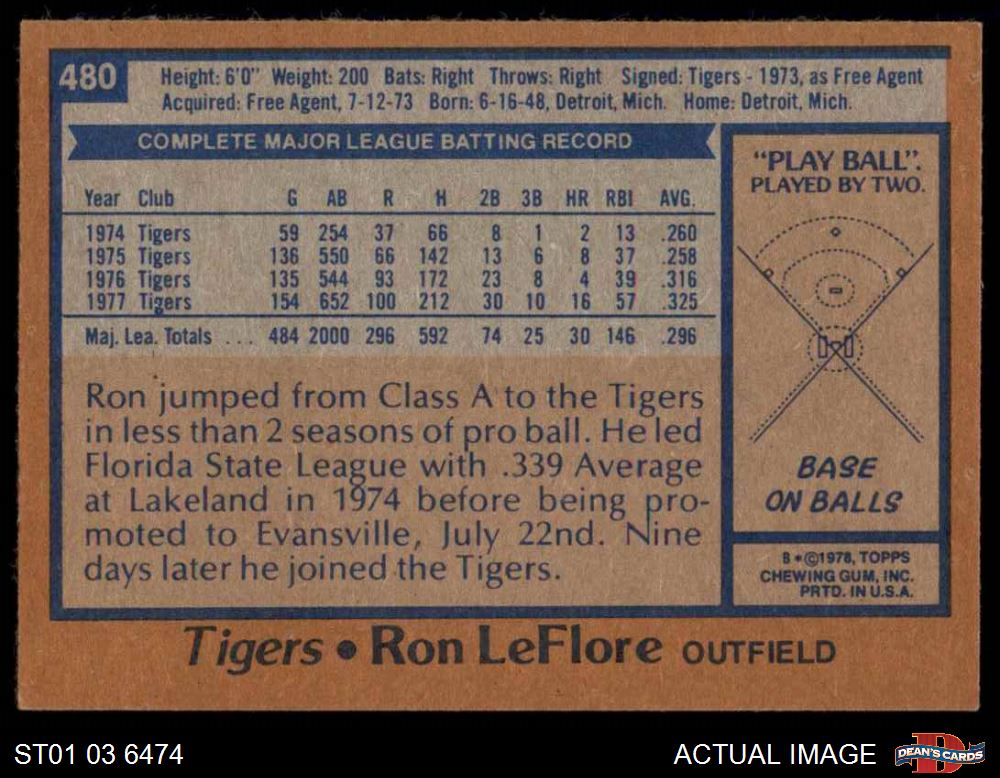 480
Height: 6'0" Weight: 200 Bats: Right Throws: Right Signed: Tigers - 1973, as Free Agent
Acquired: Free Agent, 7-12-73 Born: 6-16-48, Detroit, Mich. Home: Detroit, Mich.
COMPLETE MAJOR LEAGUE BATTING RECORD
Year Club G AB R H 2B 3B HR RBI AVG.
1974 Tigers 59 254 37 66 8 1 2 13 .260
1975 Tigers 136 550 66 142 13 6 8 37 .258
1976 Tigers 135 544 93 172 23 8 4 39 .316
1977 Tigers 154 652 100 212 30 10 16 57 .325
Maj. Lea. Totals ... 484 2000 296 592 74 25 30 146 .296
Ron jumped from Class A to the Tigers
in less than 2 seasons of pro ball. He led
Florida State League with .339 Average
at Lakeland in 1974 before being pro-
moted to Evansville, July 22nd. Nine
days later he joined the Tigers.
"PLAY BALL".
PLAYED BY TWO.
BASE
ON BALLS
B*©1978, TOPPS
CHEWING GUM, INC.
PRTD. IN U.S.A.
Tigers • Ron LeFlore OUTFIELD
ST01 03 6474
ACTUAL IMAGE
D
DEAN'S CARDS